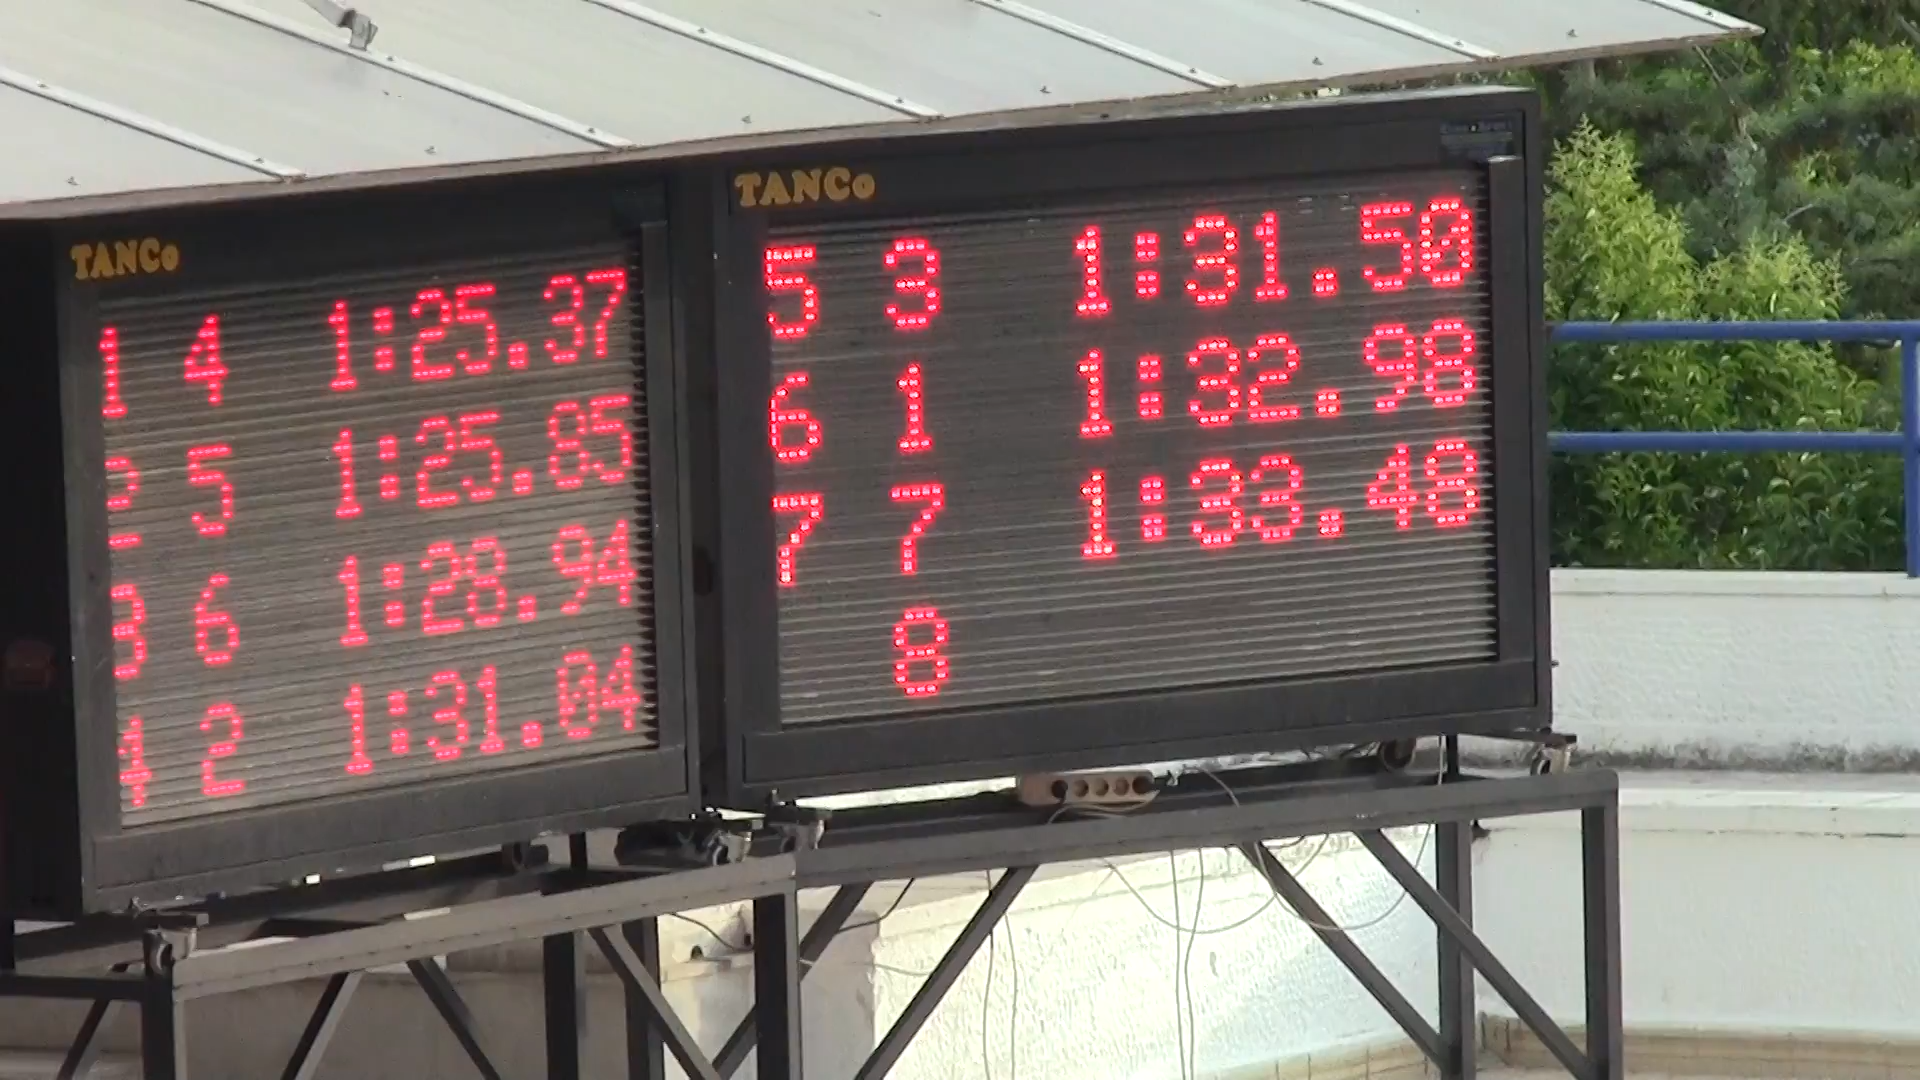 TANCo
1 4 1:25.37
2 5 1:25.85
3 6 1:28.94
4 2 1:31.04
TANCo
5 3 1:31.50
6 1 1:32.98
7 7 1:33.48
8